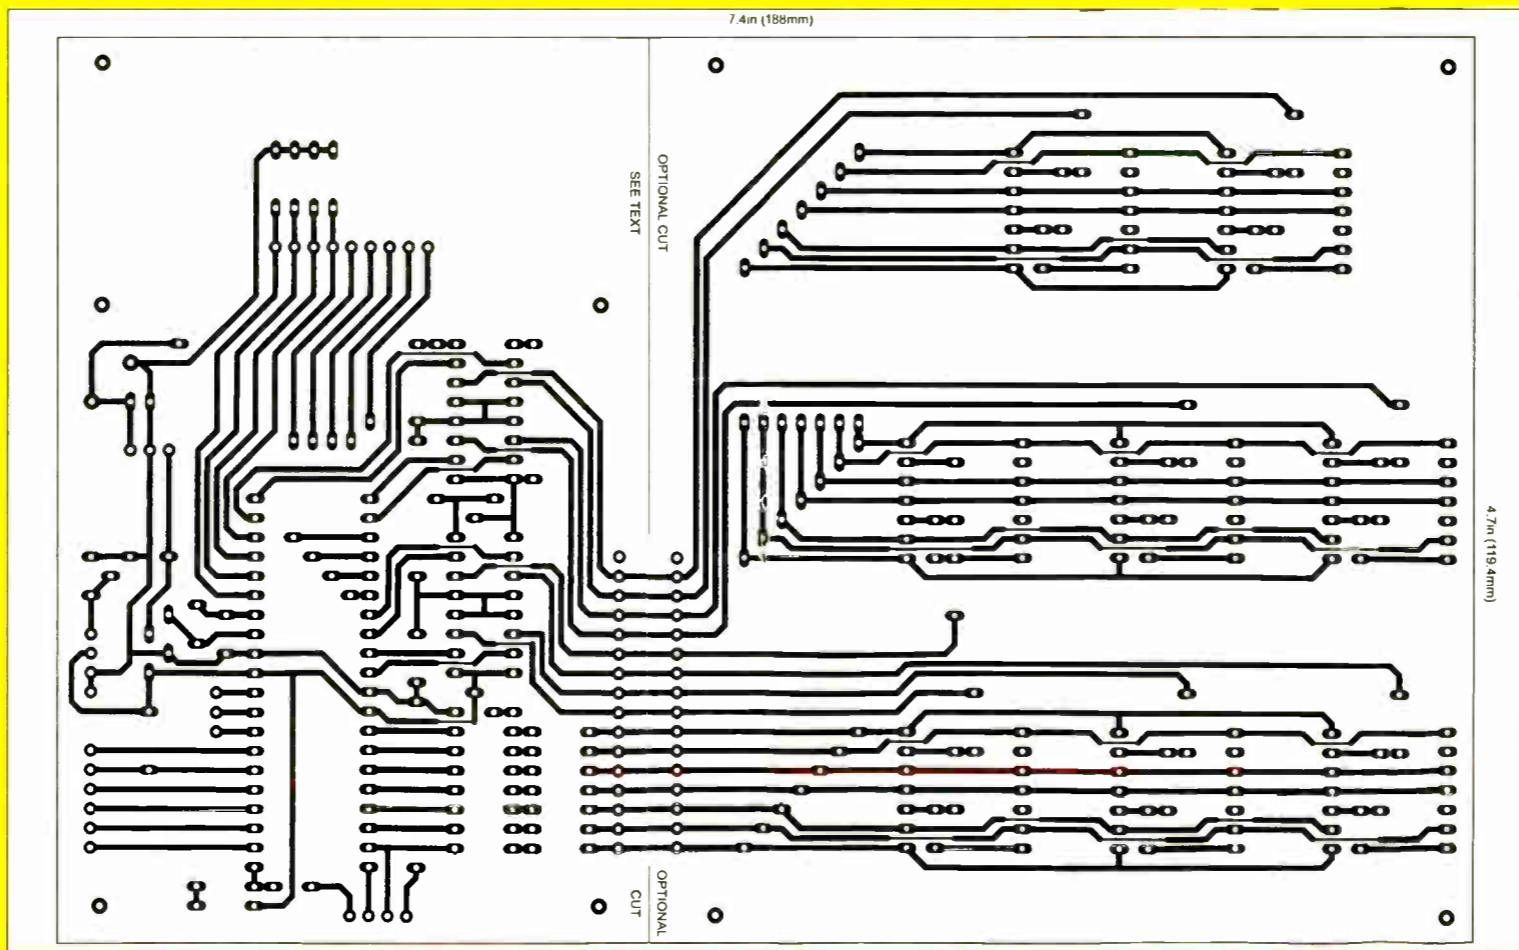 7.4in (188mm)
OPTIONAL CUT
SEE TEXT
4.7in (119.4mm)
OPTIONAL
CUT